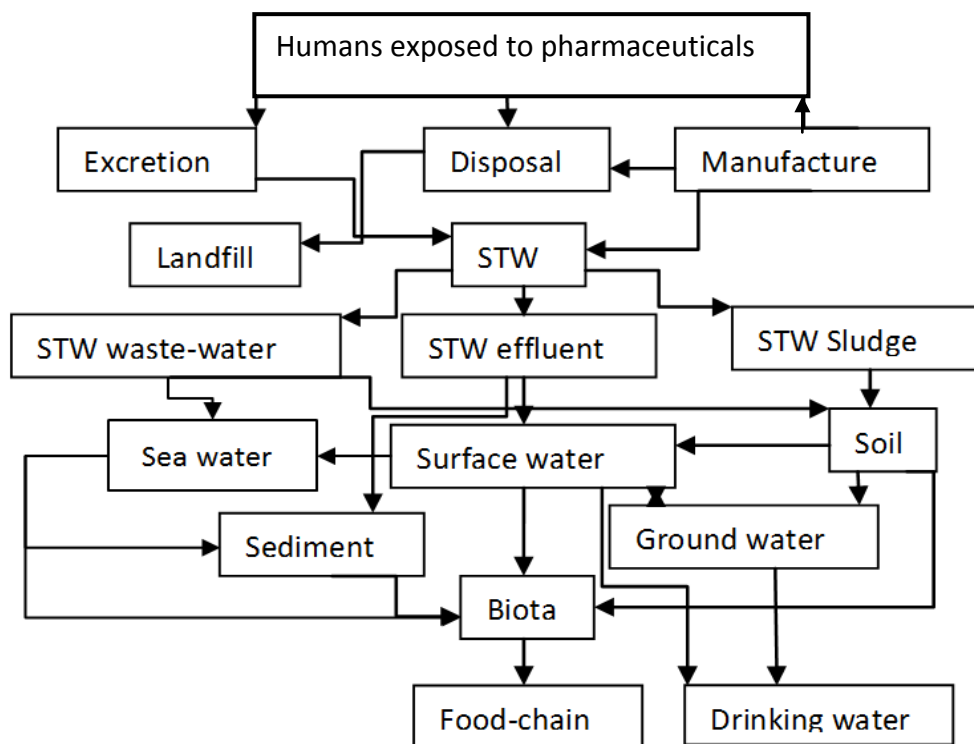 Humans exposed to pharmaceuticals
Excretion
Disposal
Manufacture
Landfill
STW
STW waste-water
STW effluent
STW Sludge
Sea water
Surface water
Soil
Sediment
Ground water
Biota
Food-chain
Drinking water